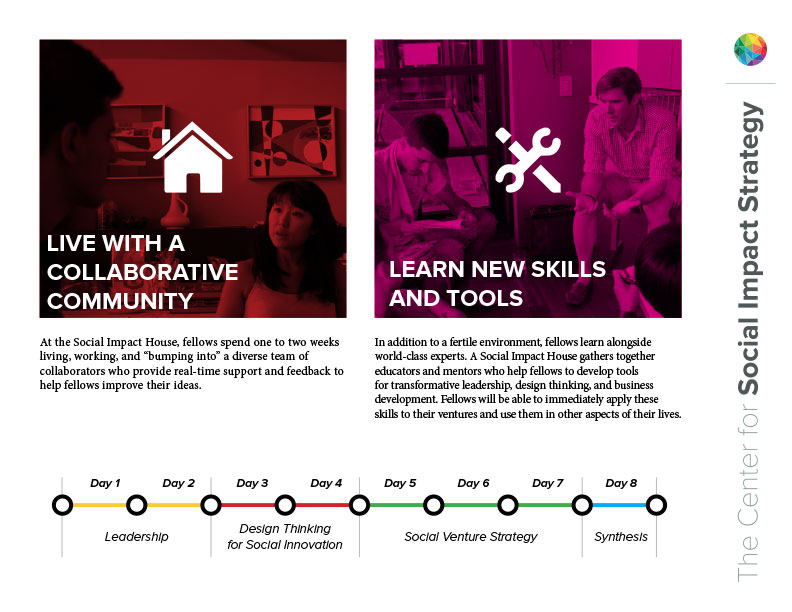 LIVE WITH A
COLLABORATIVE
COMMUNITY
At the Social Impact House, fellows spend one to two weeks
living, working, and “bumping into” a diverse team of
collaborators who provide real-time support and feedback to
help fellows improve their ideas.
LEARN NEW SKILLS
AND TOOLS
In addition to a fertile environment, fellows learn alongside
world-class experts. A Social Impact House gathers together
educators and mentors who help fellows to develop tools
for transformative leadership, design thinking, and business
development. Fellows will be able to immediately apply these
skills to their ventures and use them in other aspects of their lives.
Day 1 Day 2 Day 3 Day 4 Day 5 Day 6 Day 7 Day 8
Leadership
Design Thinking
for Social Innovation
Social Venture Strategy
Synthesis
The Center for Social Impact Strategy